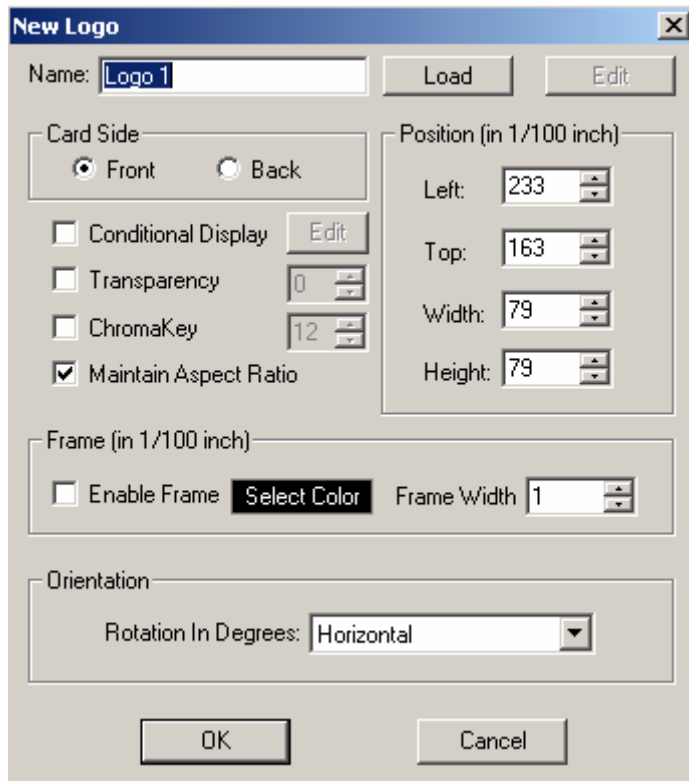 New Logo
Name: Logo 1 Load Edit
Card Side
Front Back
Position (in 1/100 inch)
Left: 233
Top: 163
Width: 79
Height: 79
Conditional Display Edit
Transparency 0
ChromaKey 12
Maintain Aspect Ratio
Frame (in 1/100 inch)
Enable Frame Select Color Frame Width 1
Orientation
Rotation In Degrees: Horizontal
OK Cancel